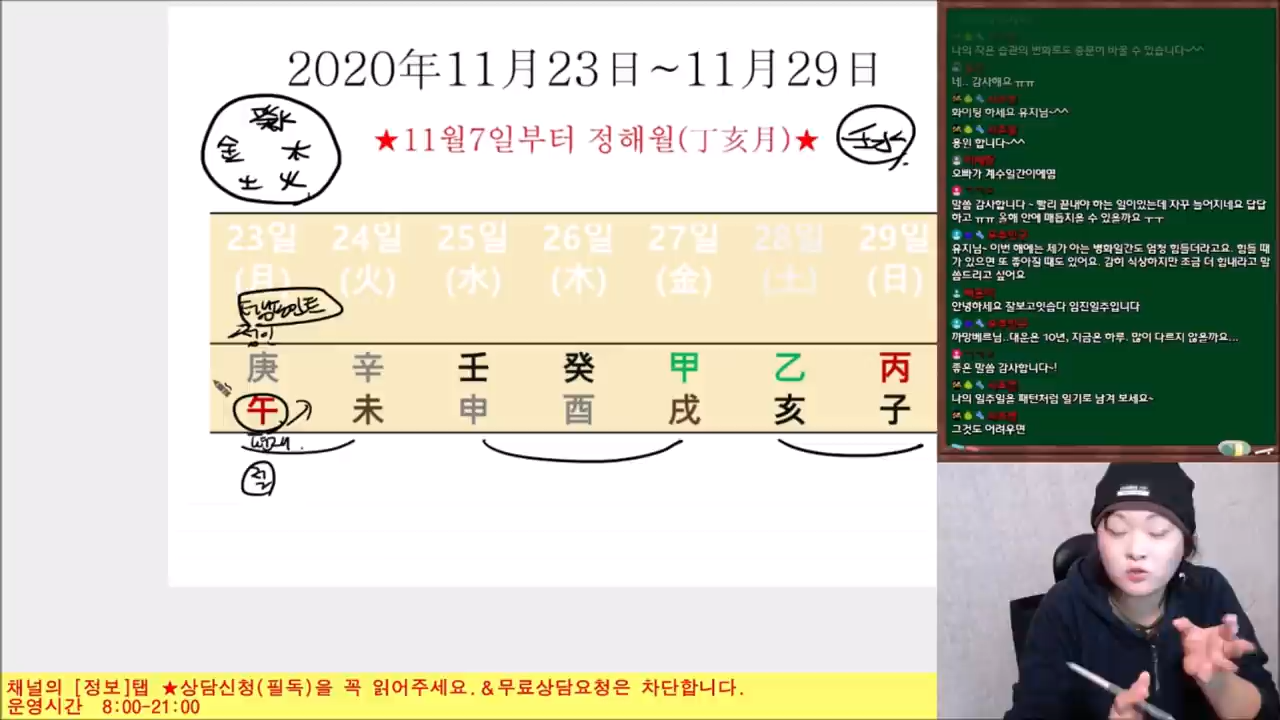 2020年11月23日~11月29日
★11월7일부터 정해월(丁亥月)★
壬水
癸水
金 木
土 火
23일 24일 25일 26일 27일 28일 29일
(月) (火) (水) (木) (金) (土) (日)
庚 辛 壬 癸 甲 乙 丙
午 未 申 酉 戌 亥 子
나의 작은 습관의 변화로도 충분히 바꿀 수 있습니다~^^
네.. 감사해요 ㅠㅠ
화이팅 하세요 유지님~^^
응원 합니다~^^
오빠가 계수일간이에염
말씀 감사합니다 ~ 빨리 끝내야 하는 일이있는데 자꾸 늘어지네요 답답
하고 ㅠㅠ 올해 안에 매듭지을 수 있을까요 ㅜㅜ
유지님~ 이번 해에는 제가 아는 병화일간도 엄청 힘들더라고요. 힘들 때
가 있으면 또 좋아질 때도 있어요. 감히 식상하지만 조금 더 힘내라고 말
씀드리고 싶어요
안녕하세요 잘보고잇습다 임진일주입니다
까망베르님..대운은 10년, 지금은 하루. 많이 다르지 않을까요...
좋은 말씀 감사합니다~!
나의 일주일을 패턴처럼 일기로 남겨 보세요~
그것도 어려우면
채널의 [정보]탭 ★상담신청(필독)을 꼭 읽어주세요.&무료상담요청은 차단합니다.
운영시간 8:00-21:00